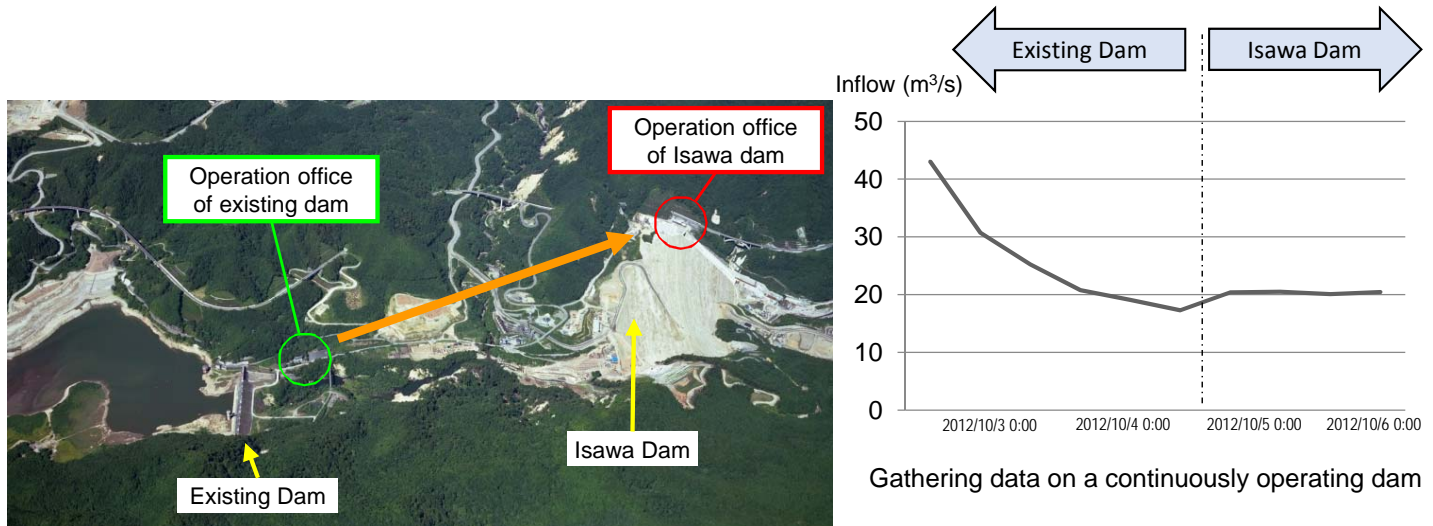 Operation office
of existing dam
Operation office
of Isawa dam
Isawa Dam
Existing Dam
Existing Dam
Isawa Dam
Inflow (m³/s)
50
40
30
20
10
0
2012/10/3 0:00
2012/10/4 0:00
2012/10/5 0:00
2012/10/6 0:00
Gathering data on a continuously operating dam